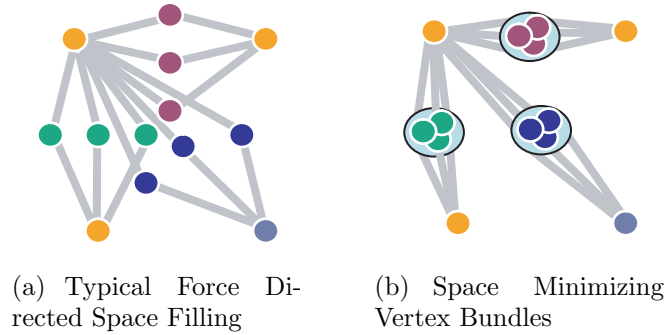 (a) Typical Force Di-
rected Space Filling
(b) Space Minimizing
Vertex Bundles